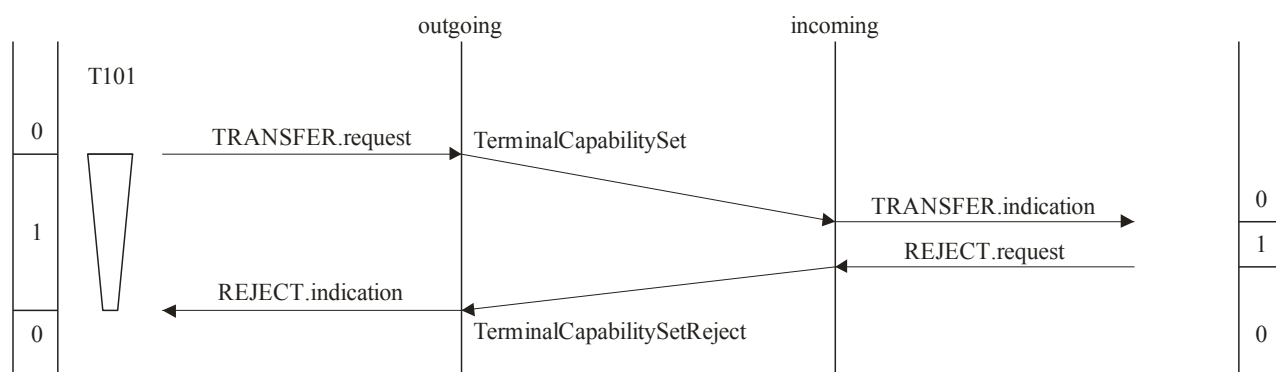 outgoing
incoming
T101
0
TRANSFER.request
TerminalCapabilitySet
TRANSFER.indication
0
1
REJECT.request
1
REJECT.indication
TerminalCapabilitySetReject
0
0